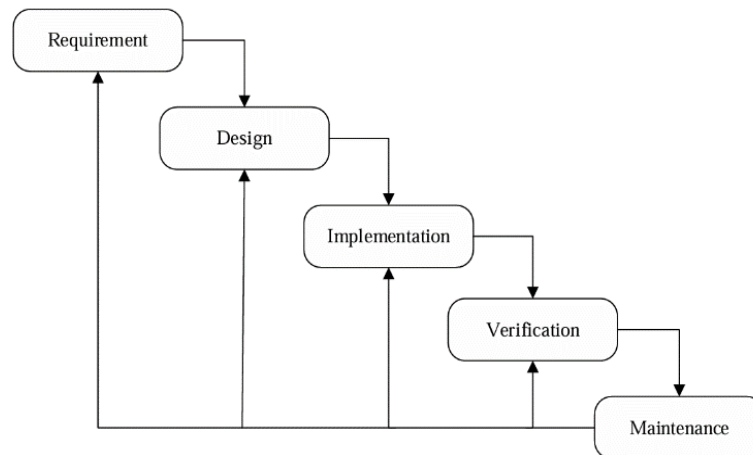 Requirement
Design
Implementation
Verification
Maintenance